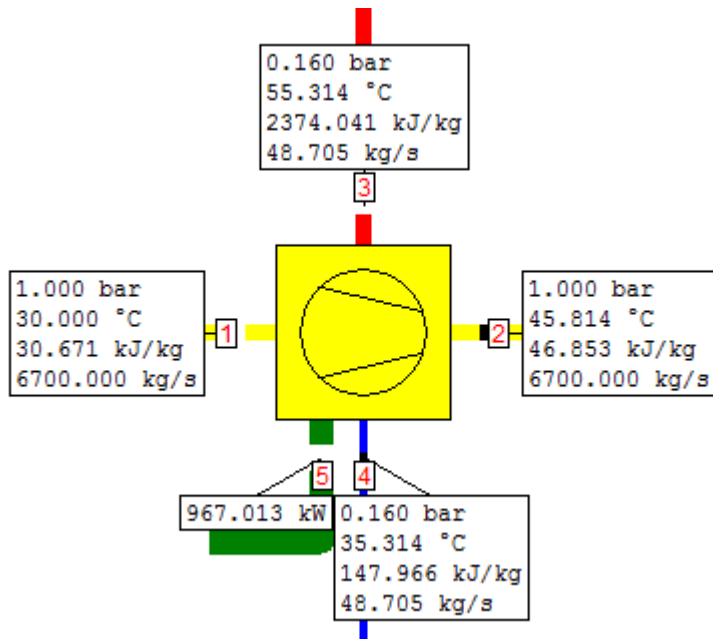 0.160 bar
55.314 °C
2374.041 kJ/kg
48.705 kg/s
3
1.000 bar
30.000 °C
30.671 kJ/kg
6700.000 kg/s
1
2
1.000 bar
45.814 °C
46.853 kJ/kg
6700.000 kg/s
5
4
967.013 kW
0.160 bar
35.314 °C
147.966 kJ/kg
48.705 kg/s